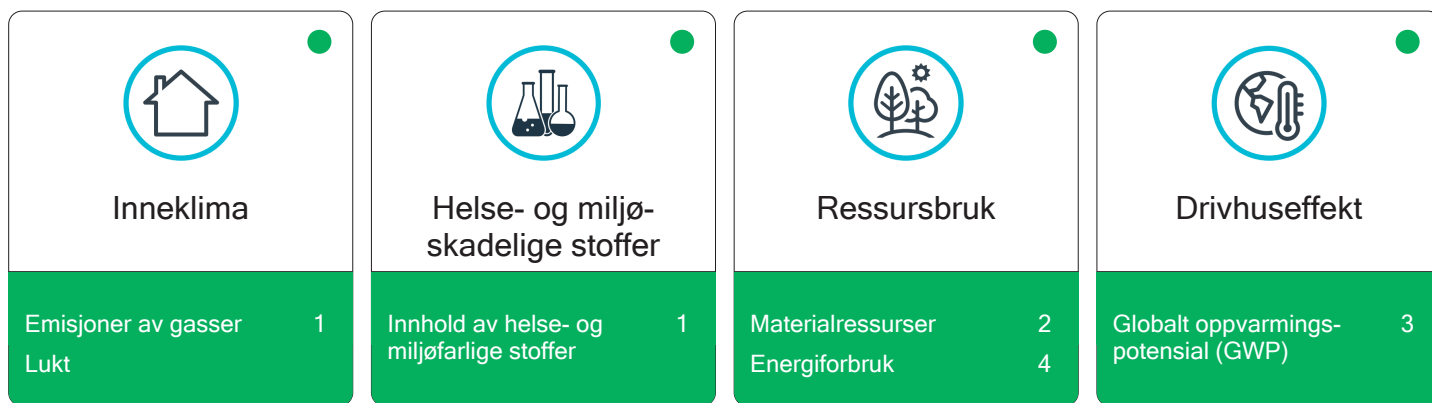 Inneklima
Emisjoner av gasser 1
Lukt
Helse- og miljø-
skadelige stoffer
Innhold av helse- og 1
miljøfarlige stoffer
Ressursbruk
Materialressurser 2
Energiforbruk 4
Drivhuseffekt
Globalt oppvarmings- 3
potensial (GWP)